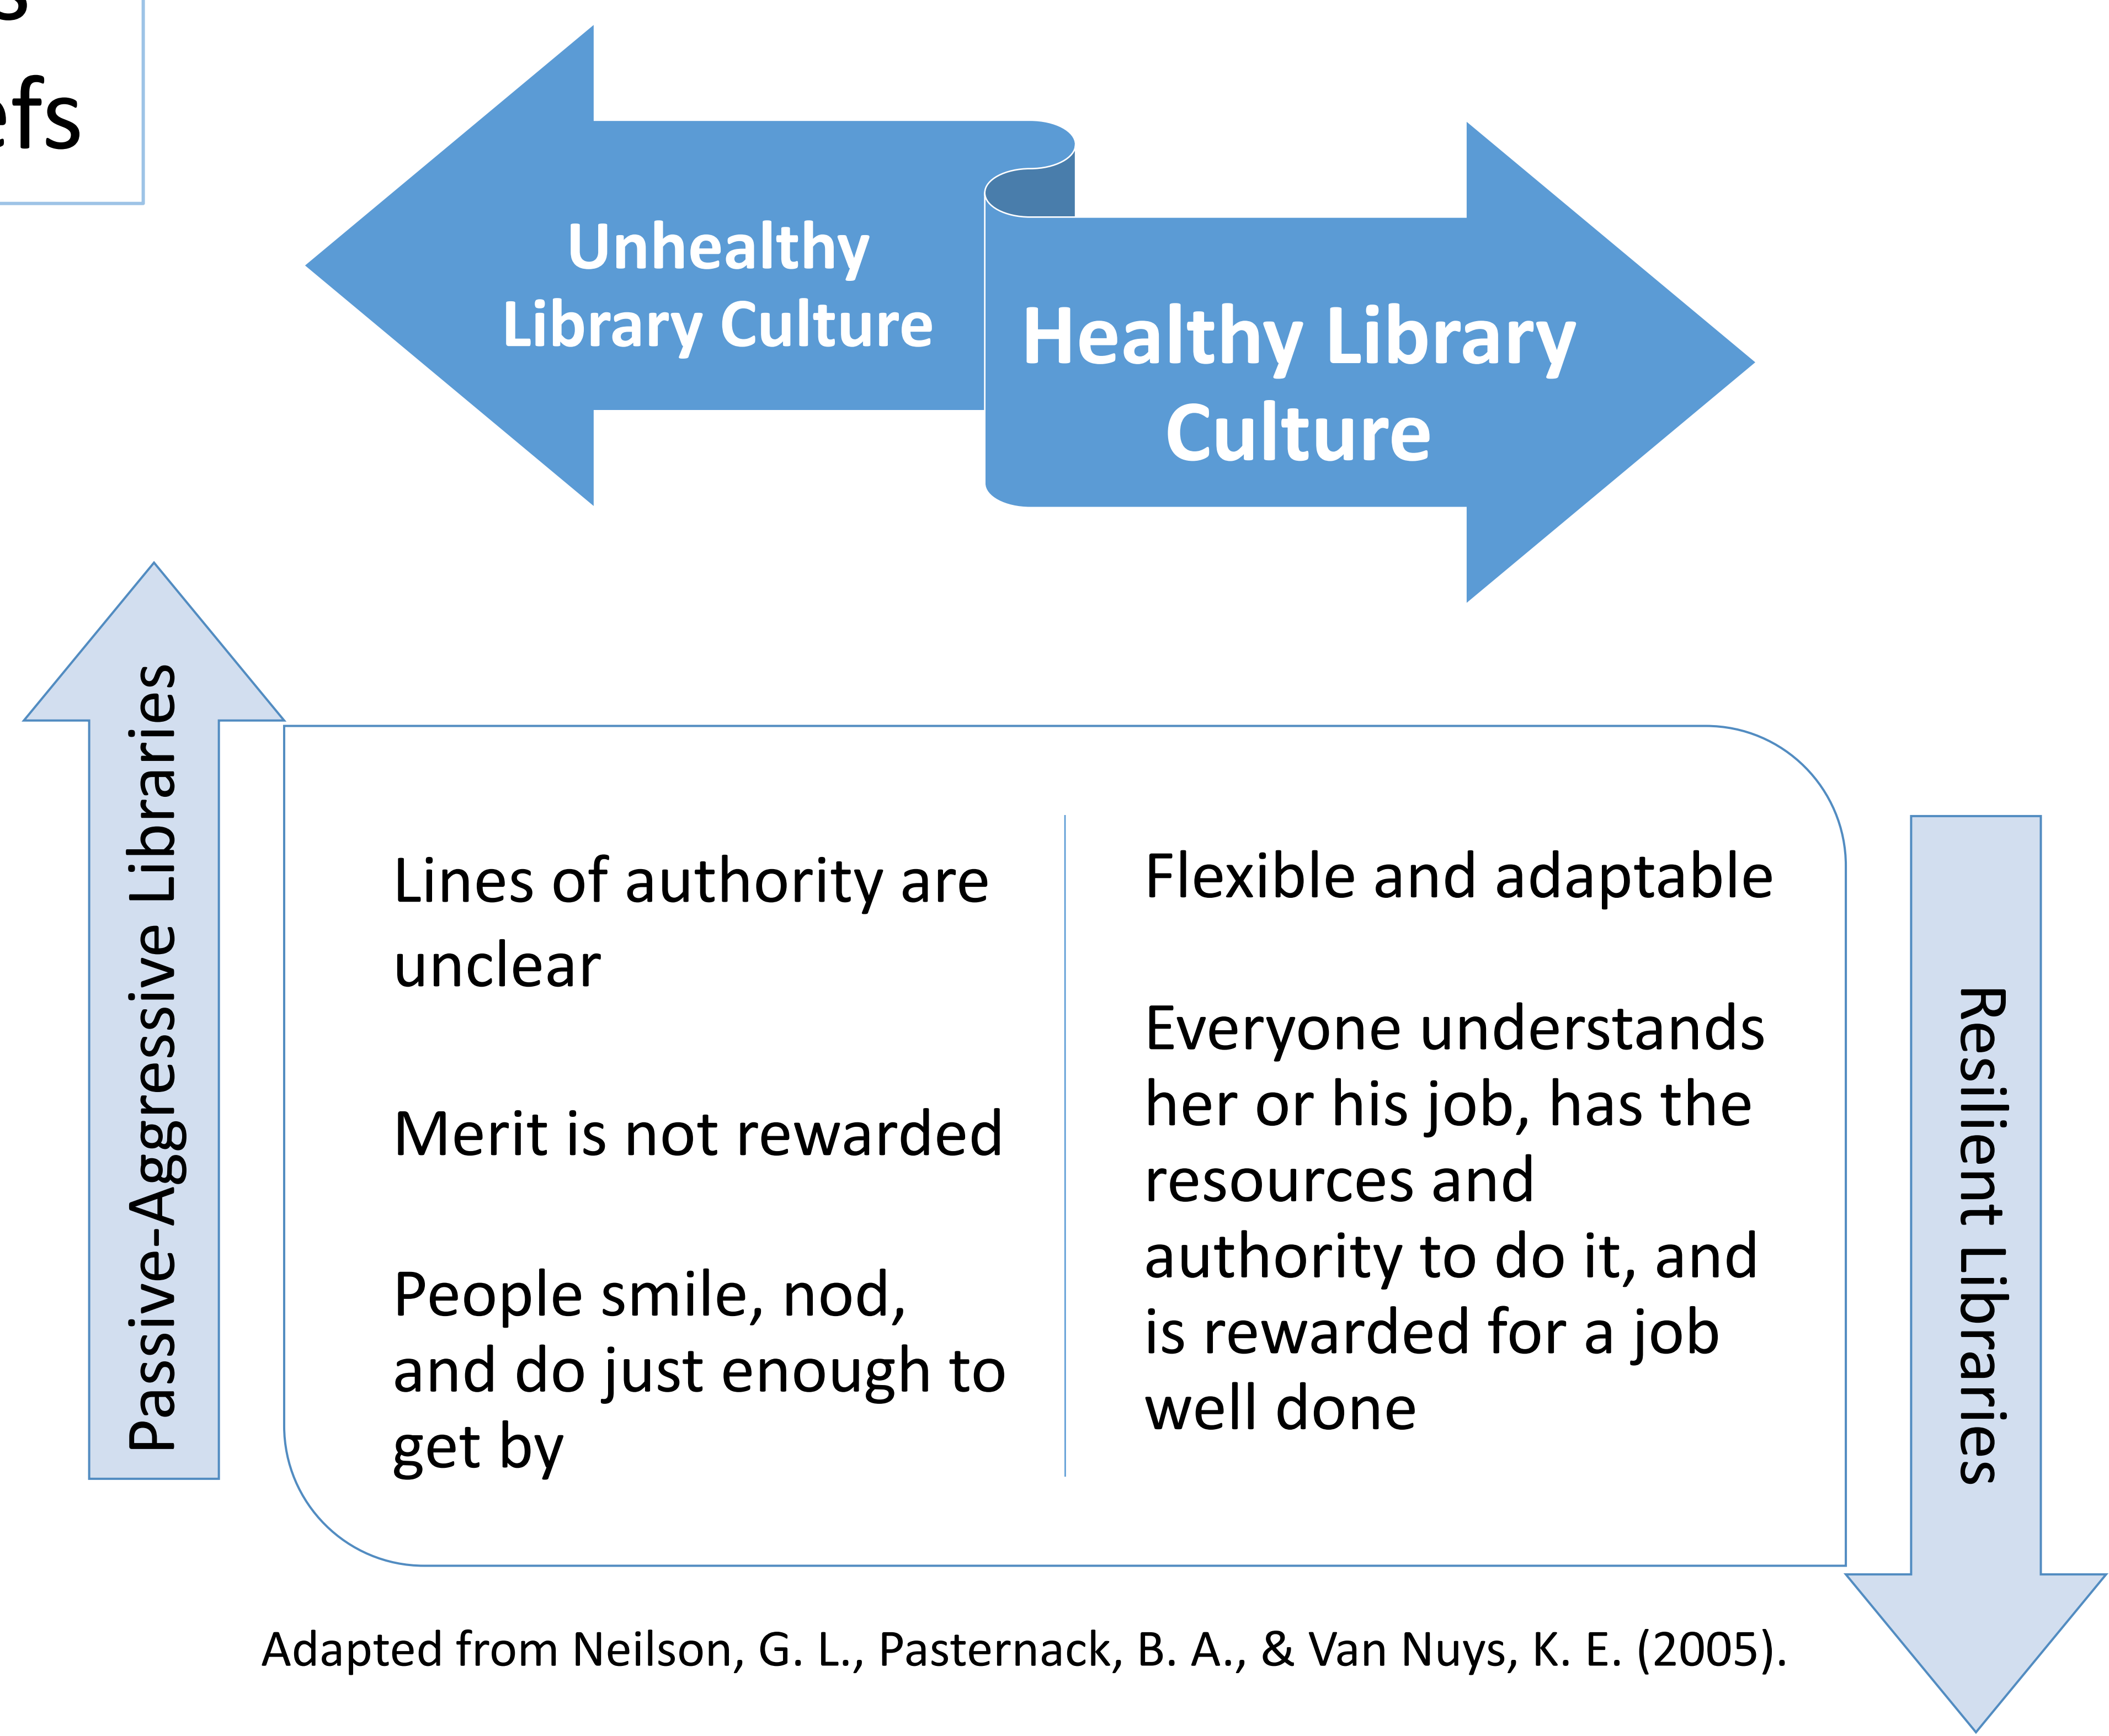 Unhealthy
Library Culture
Healthy Library
Culture
Passive-Aggressive Libraries
Lines of authority are
unclear
Merit is not rewarded
People smile, nod,
and do just enough to
get by
Flexible and adaptable
Everyone understands
her or his job, has the
resources and
authority to do it, and
is rewarded for a job
well done
Resilient Libraries
Adapted from Neilson, G. L., Pasternack, B. A., & Van Nuys, K. E. (2005).